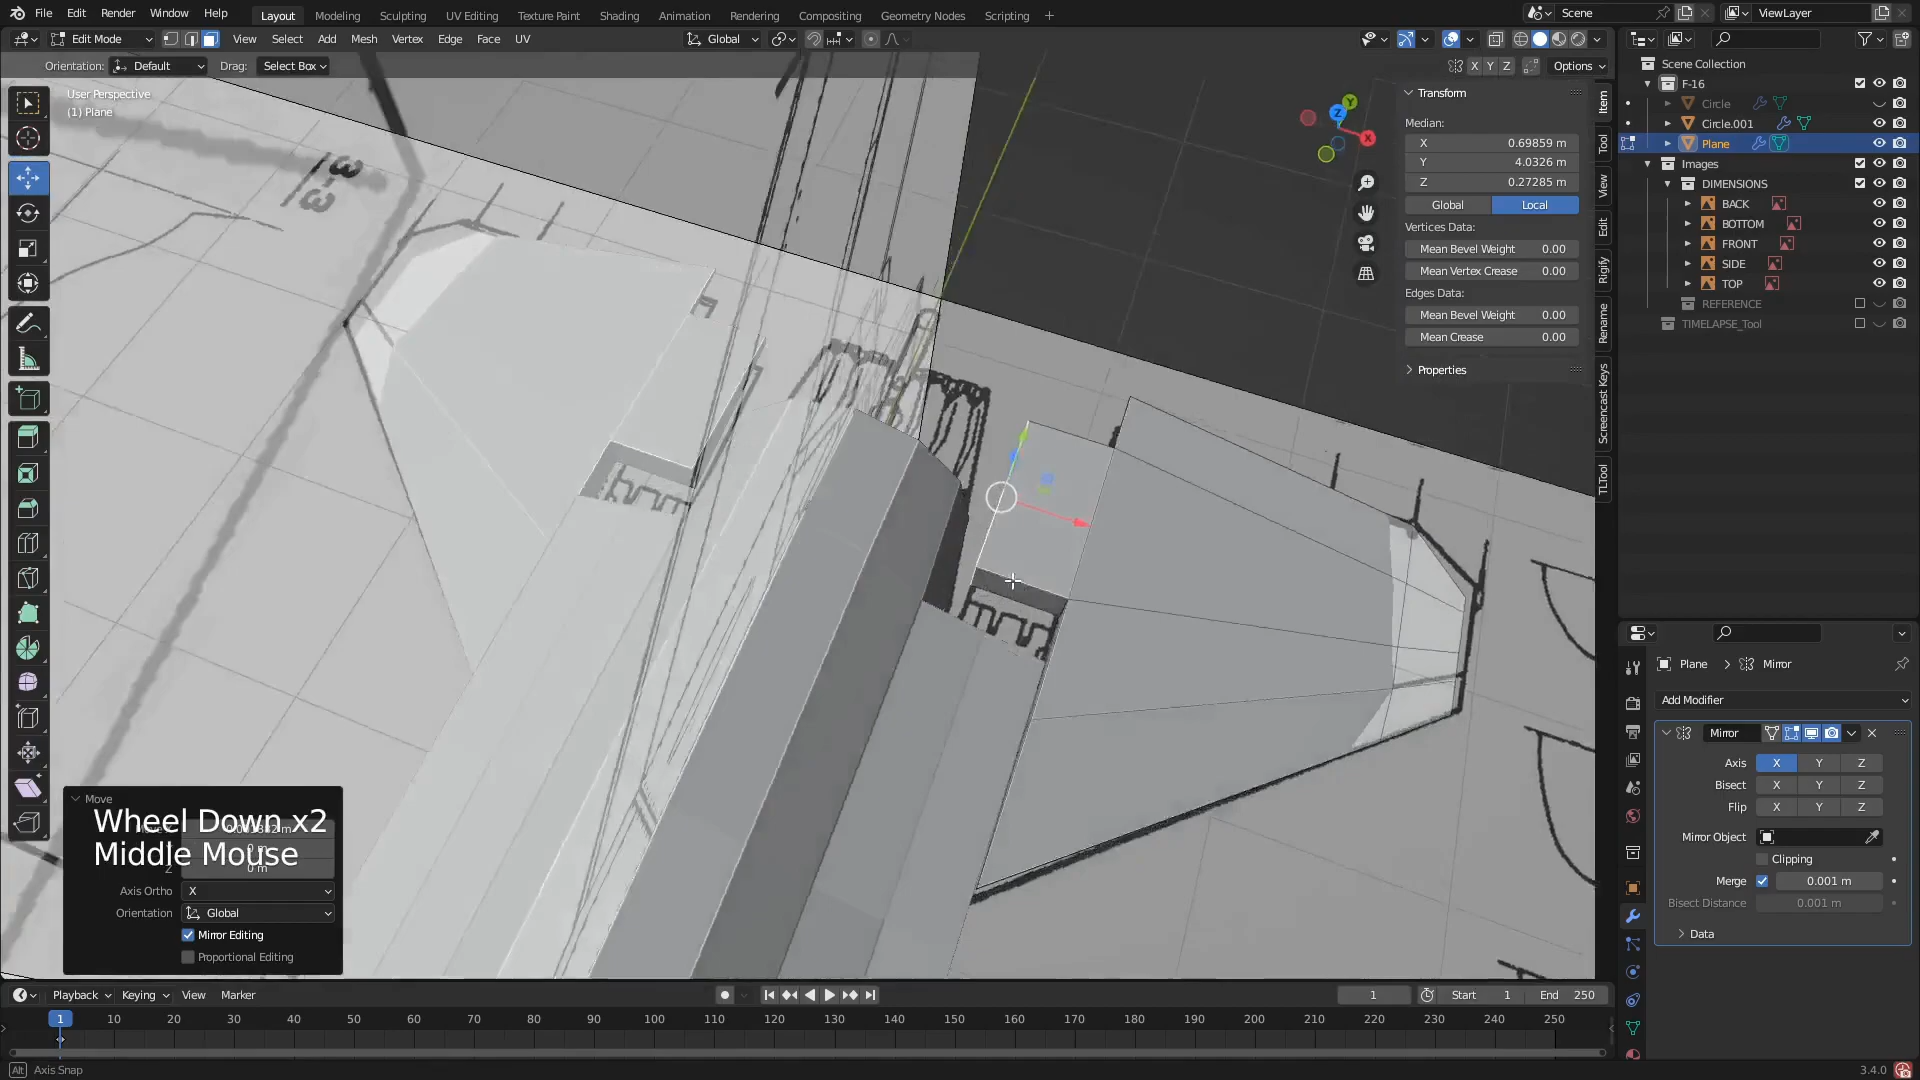 File Edit Render Window Help
Layout Modeling Sculpting UV Editing Texture Paint Shading Animation Rendering Compositing Geometry Nodes Scripting +
Scene
ViewLayer
Edit Mode View Select Add Mesh Vertex Edge Face UV
Global
Orientation: Default Drag: Select Box
X Y Z Options
User Perspective
(1) Plane
Transform
Median:
X 0.69859 m
Y 4.0326 m
Z 0.27285 m
Global Local
Vertices Data:
Mean Bevel Weight 0.00
Mean Vertex Crease 0.00
Edges Data:
Mean Bevel Weight 0.00
Mean Crease 0.00
Properties
Item
Tool
View
Edit
Rigify
Rename
Screencast Keys
TLTool
Z Y X
Scene Collection
F-16
Circle
Circle.001
Plane
Images
DIMENSIONS
BACK
BOTTOM
FRONT
SIDE
TOP
REFERENCE
TIMELAPSE_Tool
Plane > Mirror
Add Modifier
Mirror
Axis X Y Z
Bisect X Y Z
Flip X Y Z
Mirror Object
Clipping
Merge 0.001 m
Bisect Distance 0.001 m
Data
Move
Wheel Down x2
0 m
Middle Mouse
Z 0 m
Axis Ortho X
Orientation Global
Mirror Editing
Proportional Editing
Playback Keying View Marker
1 Start 1 End 250
1 10 20 30 40 50 60 70 80 90 100 110 120 130 140 150 160 170 180 190 200 210 220 230 240 250
Alt Axis Snap
3.4.0